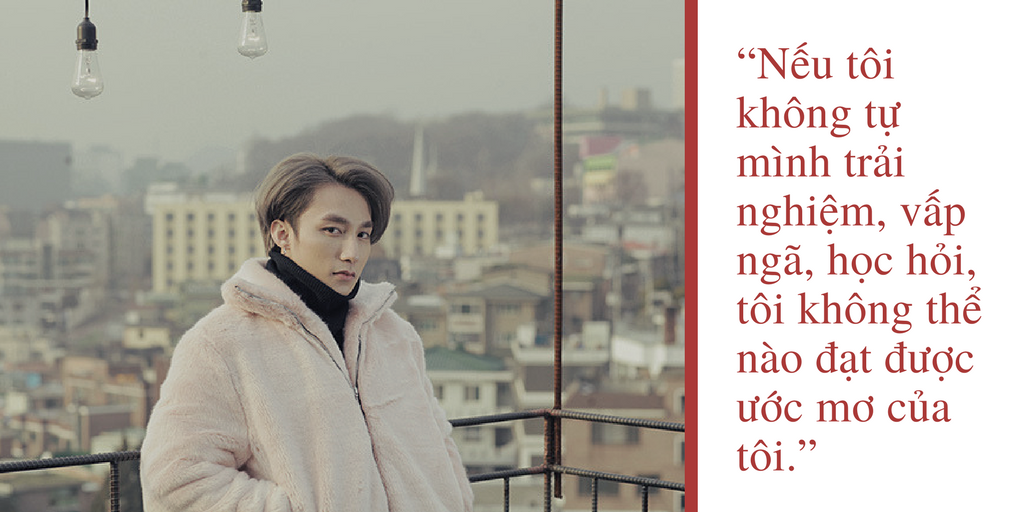 “Nếu tôi
không tự
mình trải
nghiệm, vấp
ngã, học hỏi,
tôi không thể
nào đạt được
ước mơ của
tôi.”